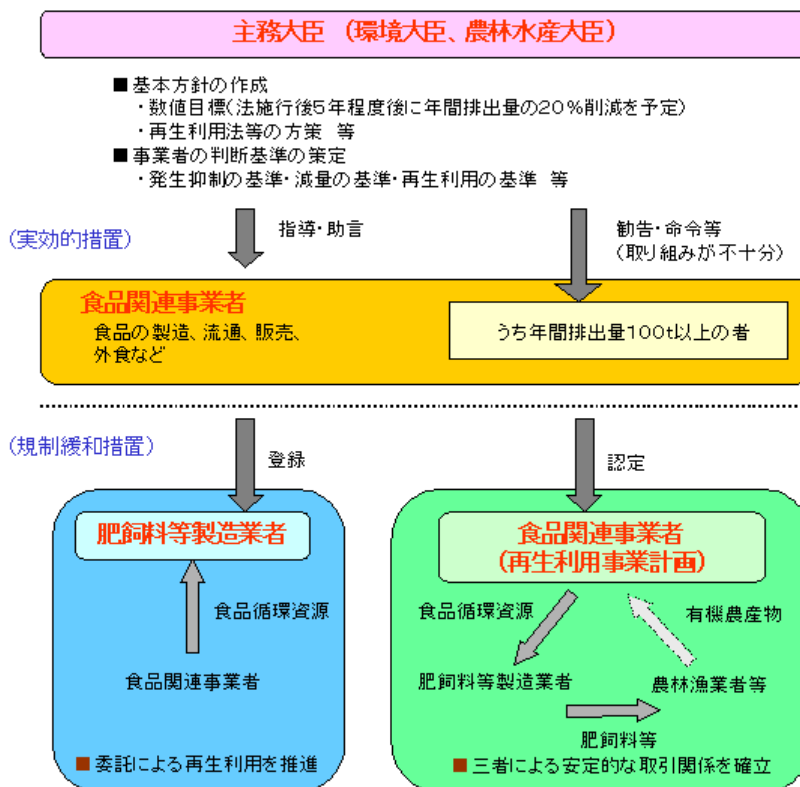 主務大臣 （環境大臣、農林水産大臣）
■基本方針の作成
・数値目標(法施行後5年程度後に年間排出量の20％削減を予定)
・再生利用法等の方策 等
■事業者の判断基準の策定
・発生抑制の基準・減量の基準・再生利用の基準 等
(実効的措置)
指導・助言
勧告・命令等
(取り組みが不十分)
食品関連事業者
食品の製造、流通、販売、
外食など
うち年間排出量100t以上の者
(規制緩和措置)
登録
認定
肥飼料等製造業者
食品循環資源
食品関連事業者
■委託による再生利用を推進
食品関連事業者
(再生利用事業計画)
食品循環資源
有機農産物
肥飼料等製造業者
農林漁業者等
肥飼料等
■三者による安定的な取引関係を確立